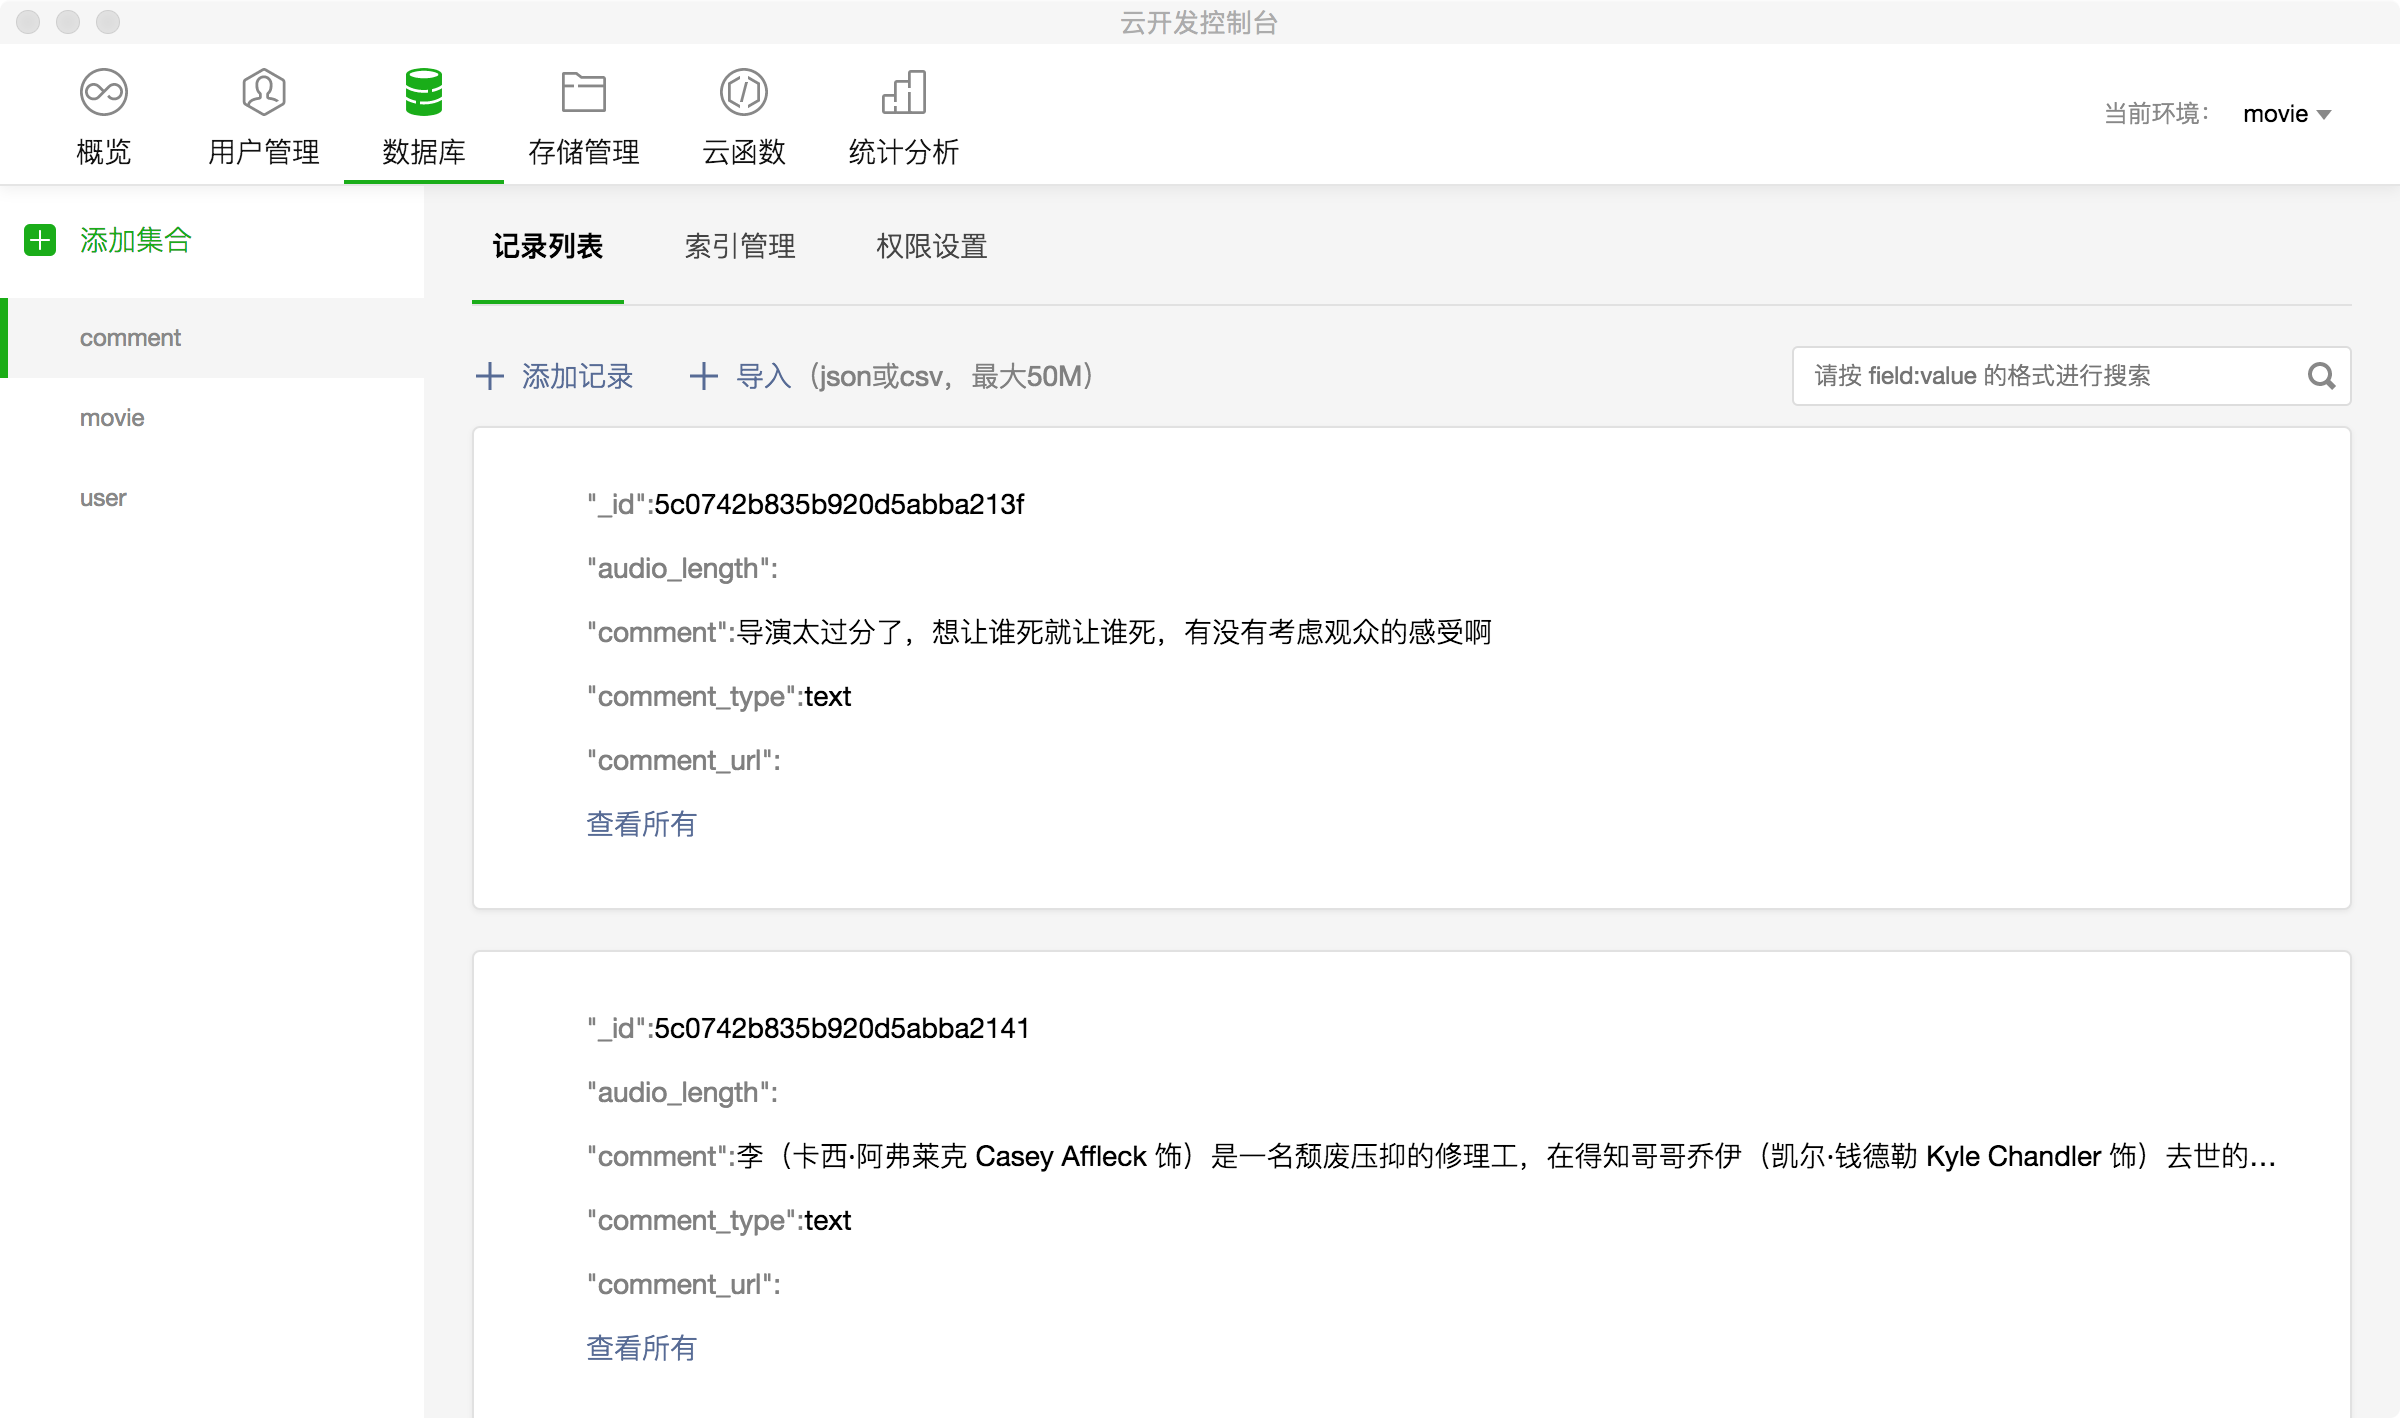 云开发控制台
概览 用户管理 数据库 存储管理 云函数 统计分析
当前环境： movie
添加集合
comment
movie
user
记录列表 索引管理 权限设置
添加记录 导入（json或csv，最大50M） 请按 field:value 的格式进行搜索
"_id":5c0742b835b920d5abba213f
"audio_length":
"comment":导演太过分了，想让谁死就让谁死，有没有考虑观众的感受啊
"comment_type":text
"comment_url":
查看所有
"_id":5c0742b835b920d5abba2141
"audio_length":
"comment":李（卡西·阿弗莱克 Casey Affleck 饰）是一名颓废压抑的修理工，在得知哥哥乔伊（凯尔·钱德勒 Kyle Chandler 饰）去世的...
"comment_type":text
"comment_url":
查看所有